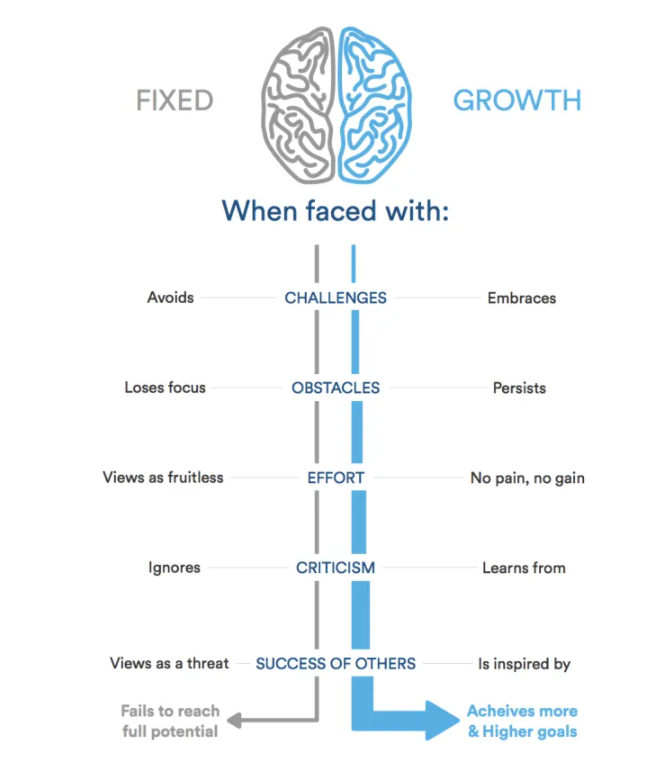 FIXED
GROWTH
When faced with:
Avoids CHALLENGES Embraces
Loses focus OBSTACLES Persists
Views as fruitless EFFORT No pain, no gain
Ignores CRITICISM Learns from
Views as a threat SUCCESS OF OTHERS Is inspired by
Fails to reach
full potential
Acheives more
& Higher goals